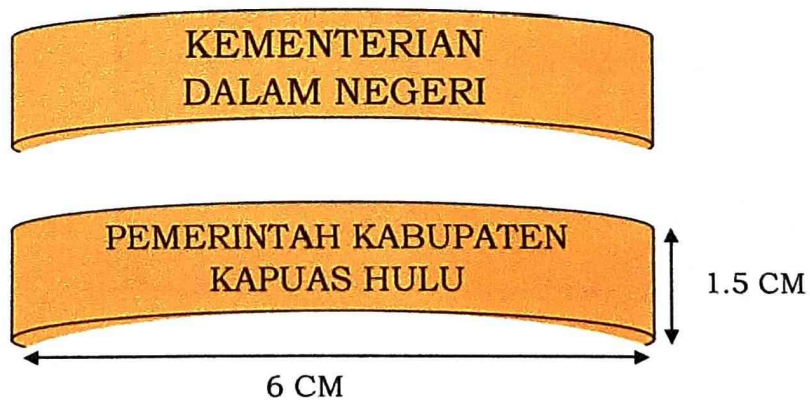 KEMENTERIAN
DALAM NEGERI
PEMERINTAH KABUPATEN
KAPUAS HULU
1.5 CM
6 CM